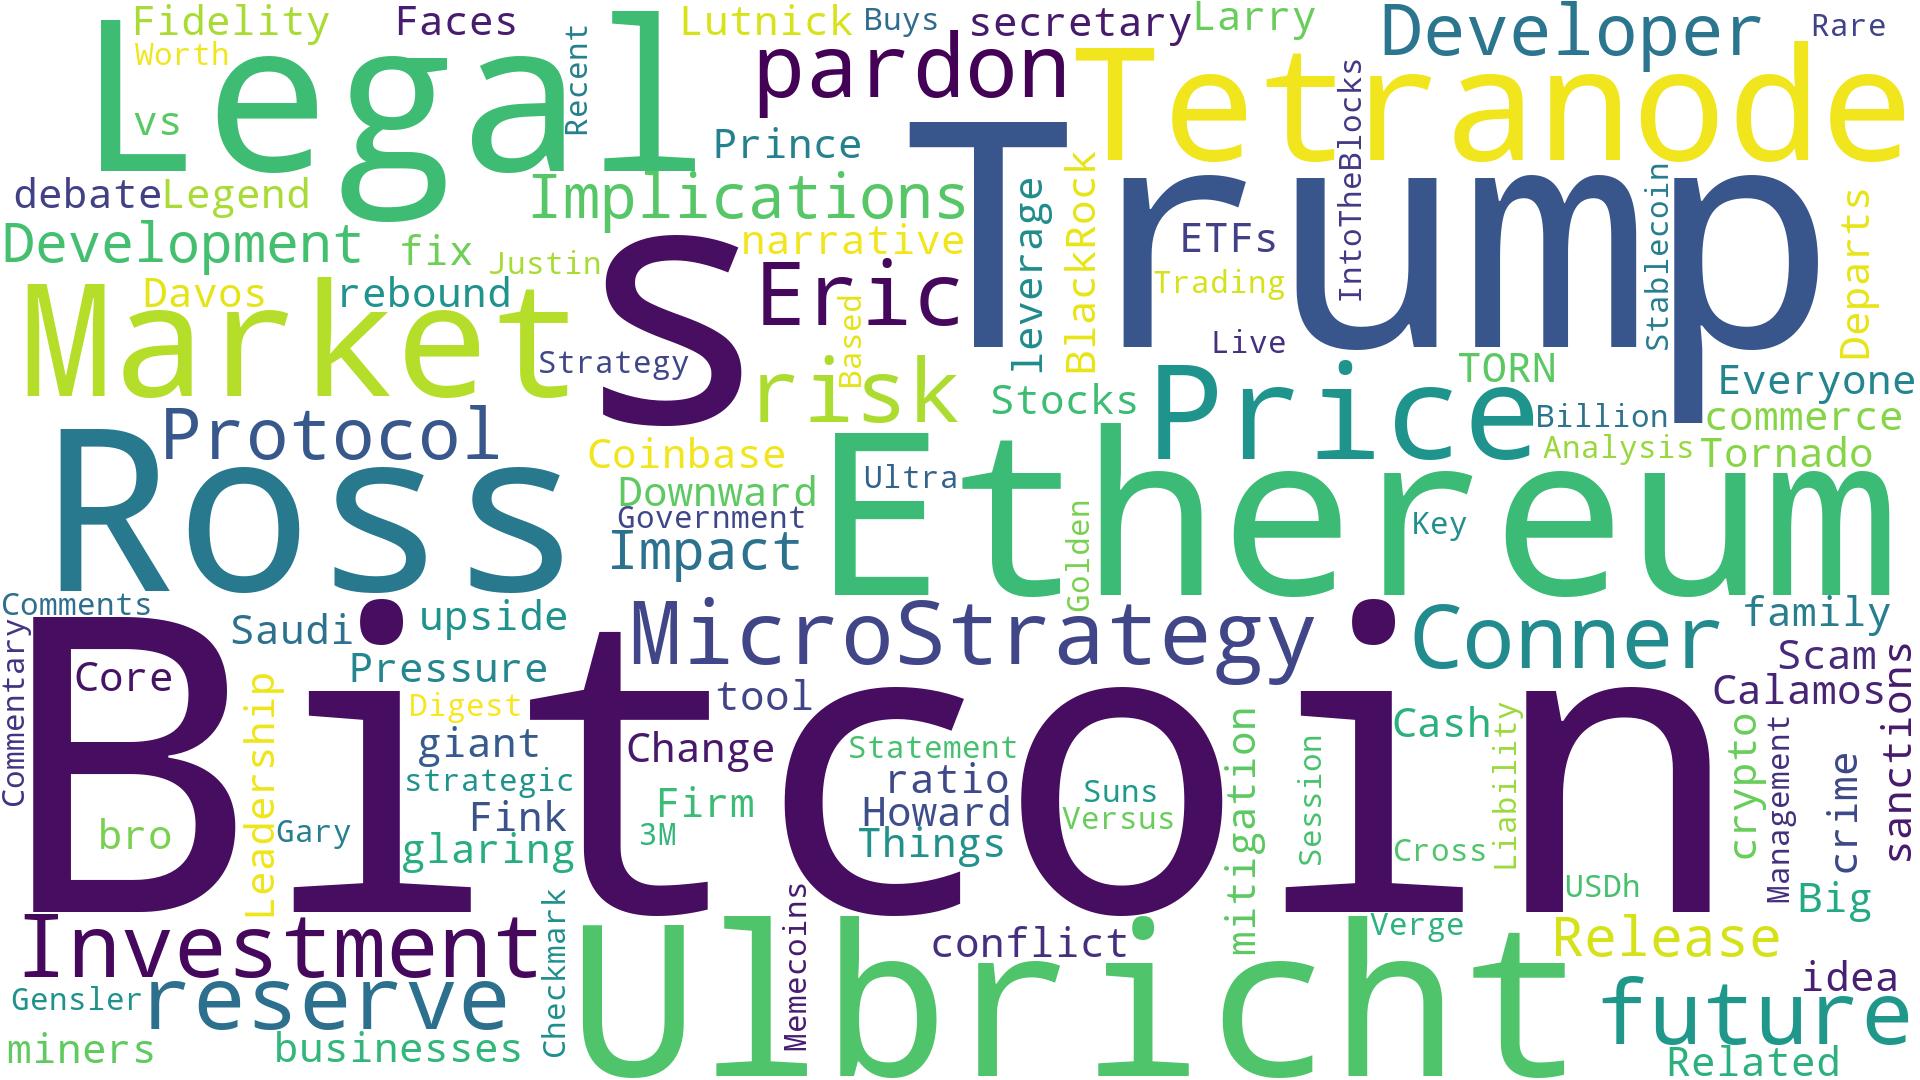 Fidelity
Faces
Lutnick
Buys
secretary
Larry
Developer
Rare
Worth
Legal
Recent
pardon
Tetranode
vs
Prince
Trump
IntoTheBlocks
debate
Legend
Implications
leverage
BlackRock
ETFs
Stablecoin
Departs
Development
fix
Justin
s
narrative
Eric
Trading
Market
Davos
rebound
Strategy
Based
risk
Live
Price
TORN
Everyone
Stocks
Billion
commerce
Protocol
Ross
Coinbase
Ultra
Ethereum
Analysis
Tornado
Downward
Government
Impact
Golden
Key
Comments
Commentary
Saudi
upside
MicroStrategy
Conner
family
Bitcoin
Core
Pressure
tool
Scam
Calamos
sanctions
Leadership
Digest
giant
Change
Statement
mitigation
Session
Cash
Liability
crypto
Management
crime
strategic
ratio
Suns
Fink
Firm
Howard
Versus
bro
Gary
glaring
3M
Things
Cross
USDh
Big
Investment
Checkmark
Ulbricht
Memecoins
conflict
Verge
Release
Gensler
reserve
idea
future
miners
businesses
Related